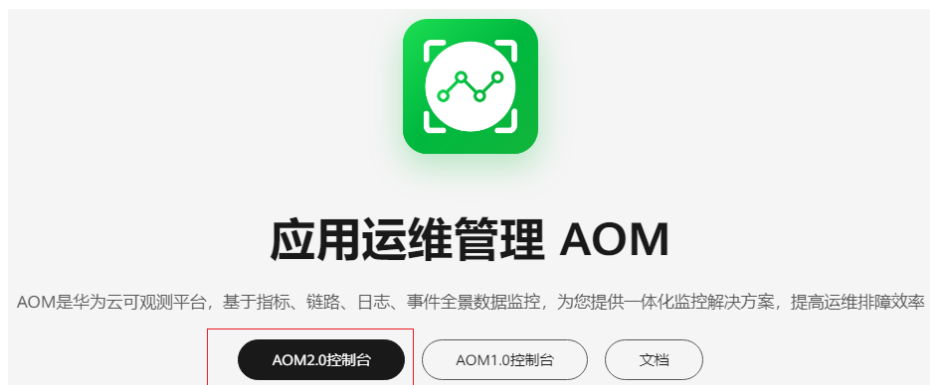 应用运维管理 AOM
AOM是华为云可观测平台，基于指标、链路、日志、事件全景数据监控，为您提供一体化监控解决方案，提高运维排障效率
AOM2.0控制台 AOM1.0控制台 文档